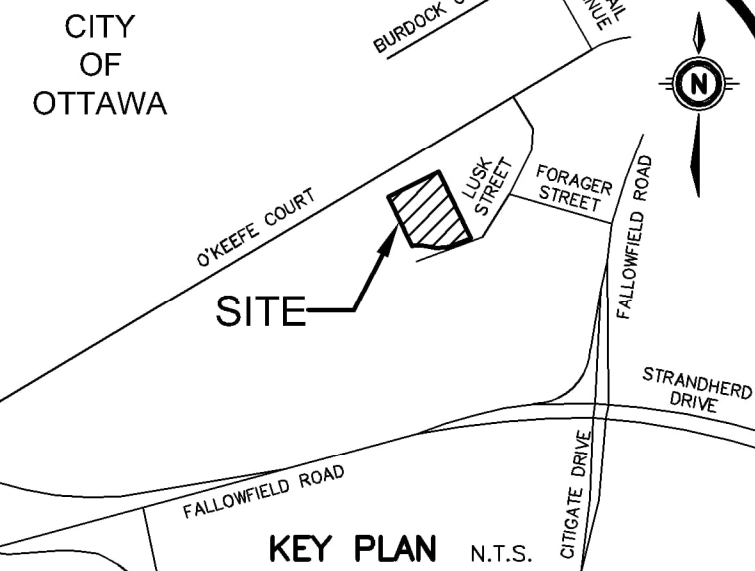 CITY
OF
OTTAWA
BURDOCK
NUE
N
LUSK
STREET
FORAGER
STREET
O'KEEFE COURT
FALLOWFIELD ROAD
SITE
STRANDHERD
DRIVE
CITIGATE DRIVE
FALLOWFIELD ROAD
KEY PLAN N.T.S.